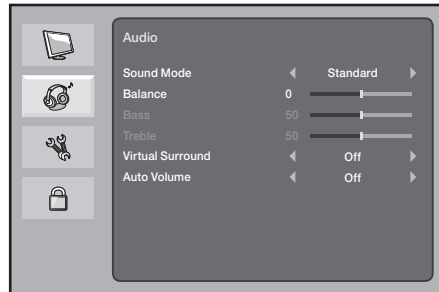 Audio
Sound Mode Standard
Balance 0
Bass 50
Treble 50
Virtual Surround Off
Auto Volume Off